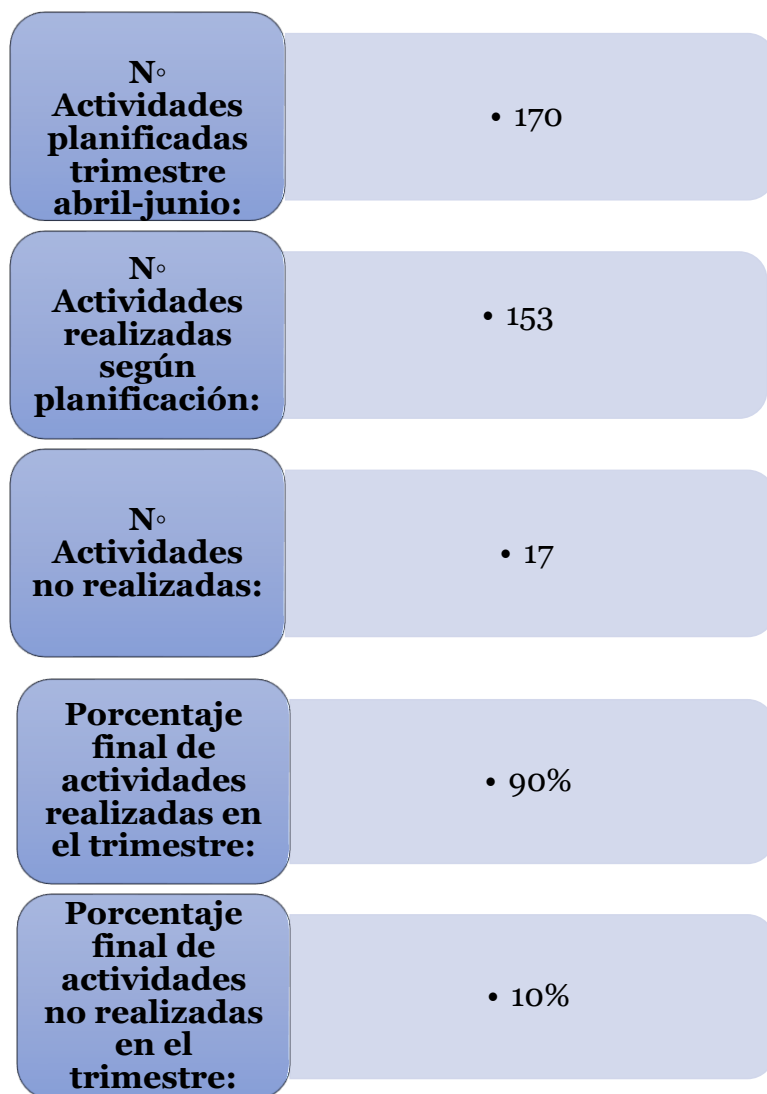 N◦
Actividades
planificadas
trimestre
abril-junio:
• 170
N◦
Actividades
realizadas
según
planificación:
• 153
N◦
Actividades
no realizadas:
• 17
Porcentaje
final de
actividades
realizadas en
el trimestre:
• 90%
Porcentaje
final de
actividades
no realizadas
en el
trimestre:
• 10%